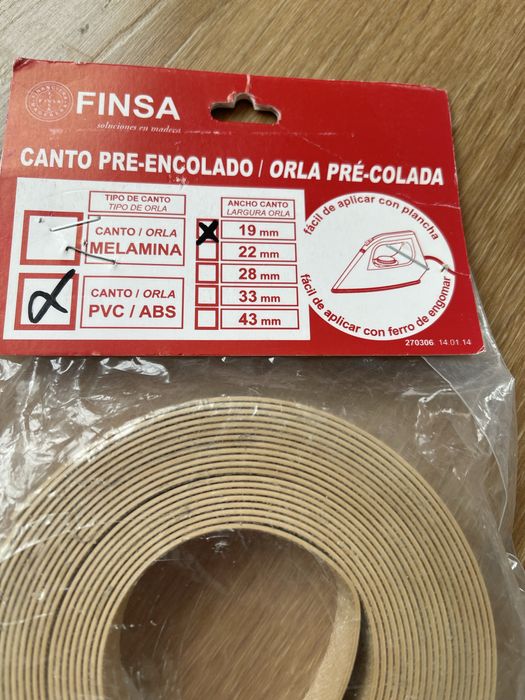 FINSA
FINSA
soluciones en madera
CANTO PRE-ENCOLADO / ORLA PRÉ-COLADA
TIPO DE CANTO
TIPO DE ORLA
CANTO / ORLA
MELAMINA
CANTO / ORLA
PVC / ABS
ANCHO CANTO
LARGURA ORLA
19 mm
22 mm
28 mm
33 mm
43 mm
fácil de aplicar con plancha
fácil de aplicar con ferro de engomar
270306 14.01.14